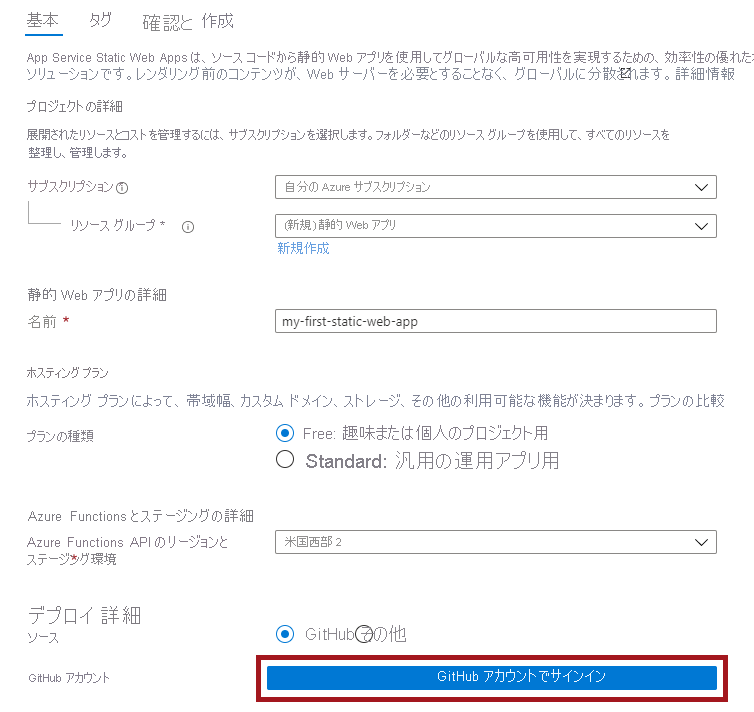 基本 タグ 確認と 作成
App Service Static Web Apps は、ソース コードから静的 Web アプリを使用してグローバルな高可用性を実現するための、効率性の優れた
ソリューションです。レンダリング前のコンテンツが、Web サーバーを必要とすることなく、グローバルに分散されます。詳細情報
プロジェクトの詳細
展開されたリソースとコストを管理するには、サブスクリプションを選択します。フォルダーなどのリソース グループを使用して、すべてのリソースを
整理し、管理します。
サブスクリプション 自分の Azure サブスクリプション
リソース グループ * (新規) 静的 Web アプリ
新規作成
静的 Web アプリの詳細
名前 * my-first-static-web-app
ホスティング プラン
ホスティング プランによって、帯域幅、カスタム ドメイン、ストレージ、その他の利用可能な機能が決まります。プランの比較
プランの種類 Free: 趣味または個人のプロジェクト用
Standard: 汎用の運用アプリ用
Azure Functions とステージングの詳細
Azure Functions API のリージョンと 米国西部 2
ステージング環境 *
デプロイ 詳細
ソース GitHub その他
GitHub アカウント GitHub アカウントでサインイン